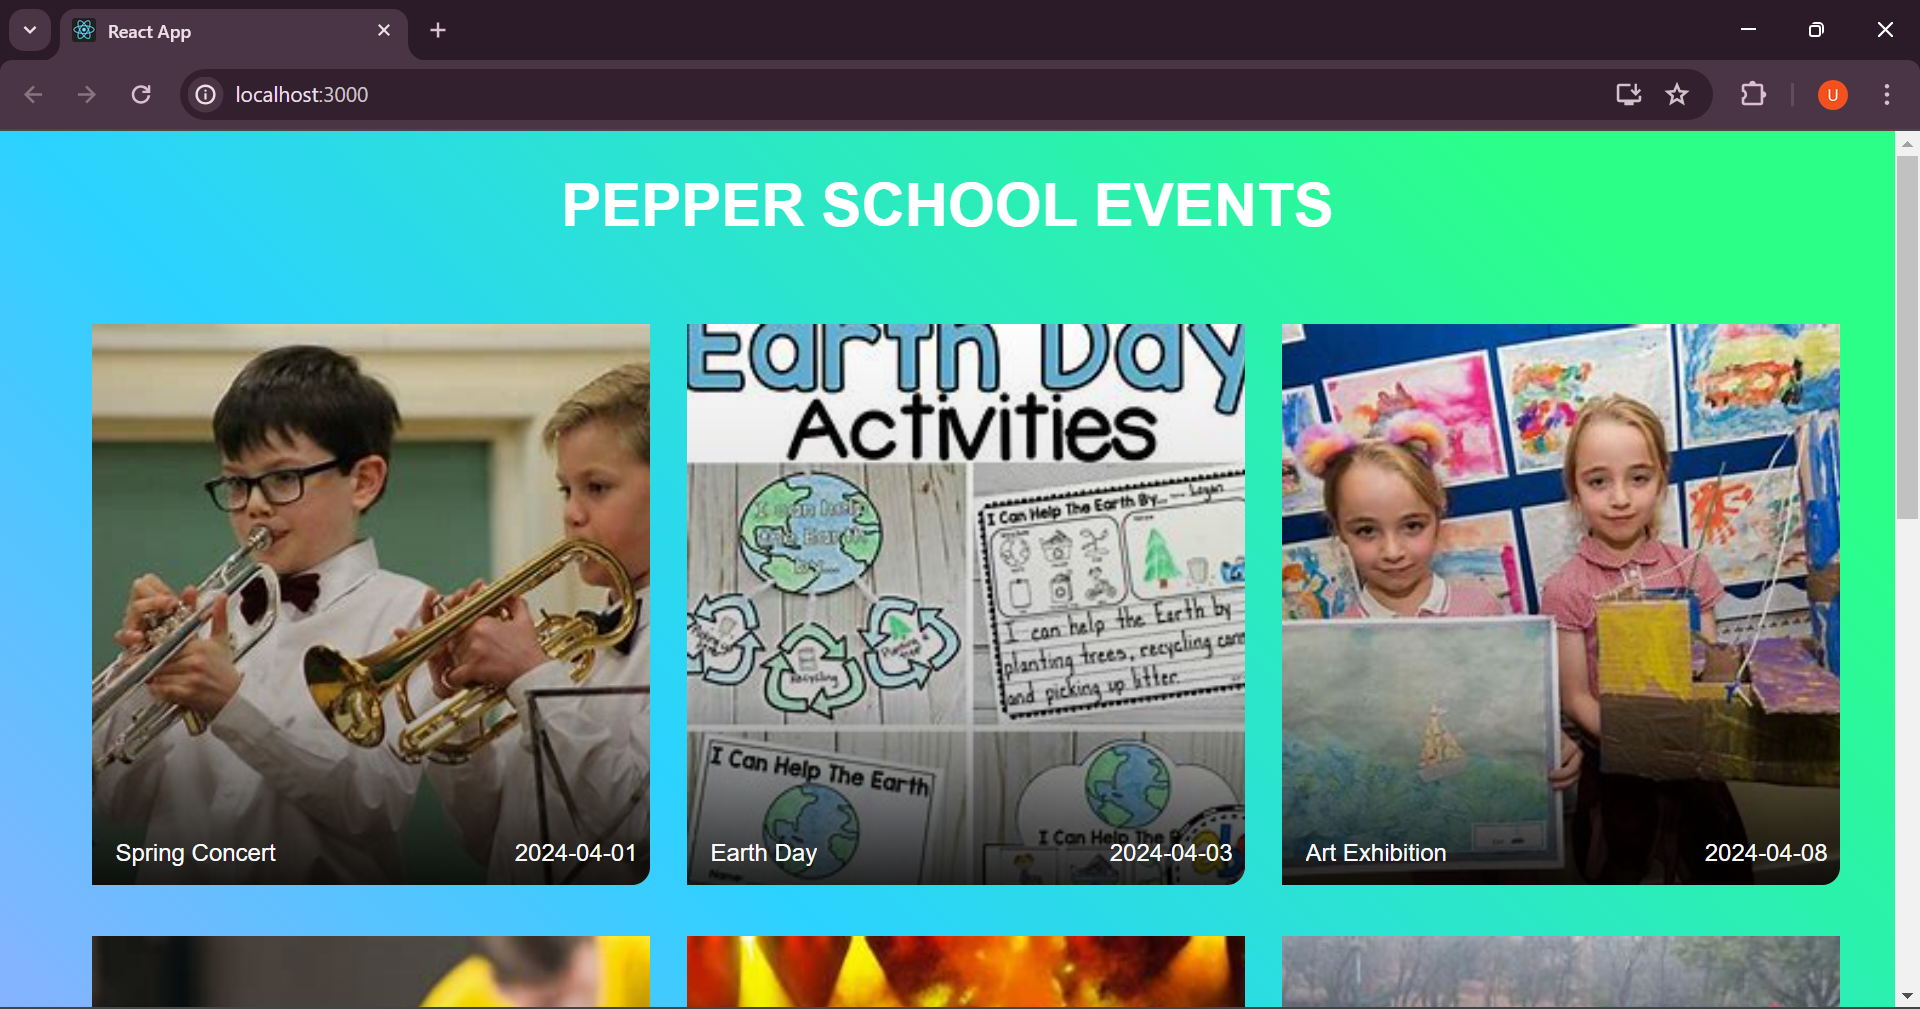 React App
localhost:3000
U
PEPPER SCHOOL EVENTS
Earth Day
Activities
I can help
the Earth
by...
I Can Help The Earth By... Logan
I can help the Earth by
planting trees, recycling cans
and picking up litter.
Recycling
I Can Help The Earth
I Can Help The
Name
Spring Concert 2024-04-01
Earth Day 2024-04-03
Art Exhibition 2024-04-08